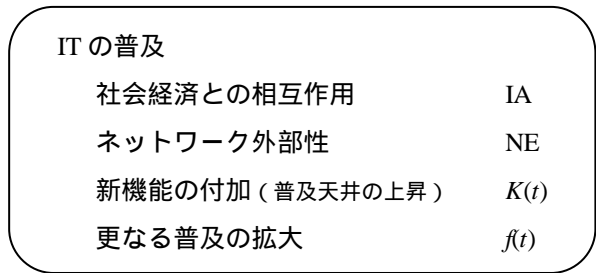 IT の普及
社会経済との相互作用 IA
ネットワーク外部性 NE
新機能の付加(普及天井の上昇) K(t)
更なる普及の拡大 f(t)